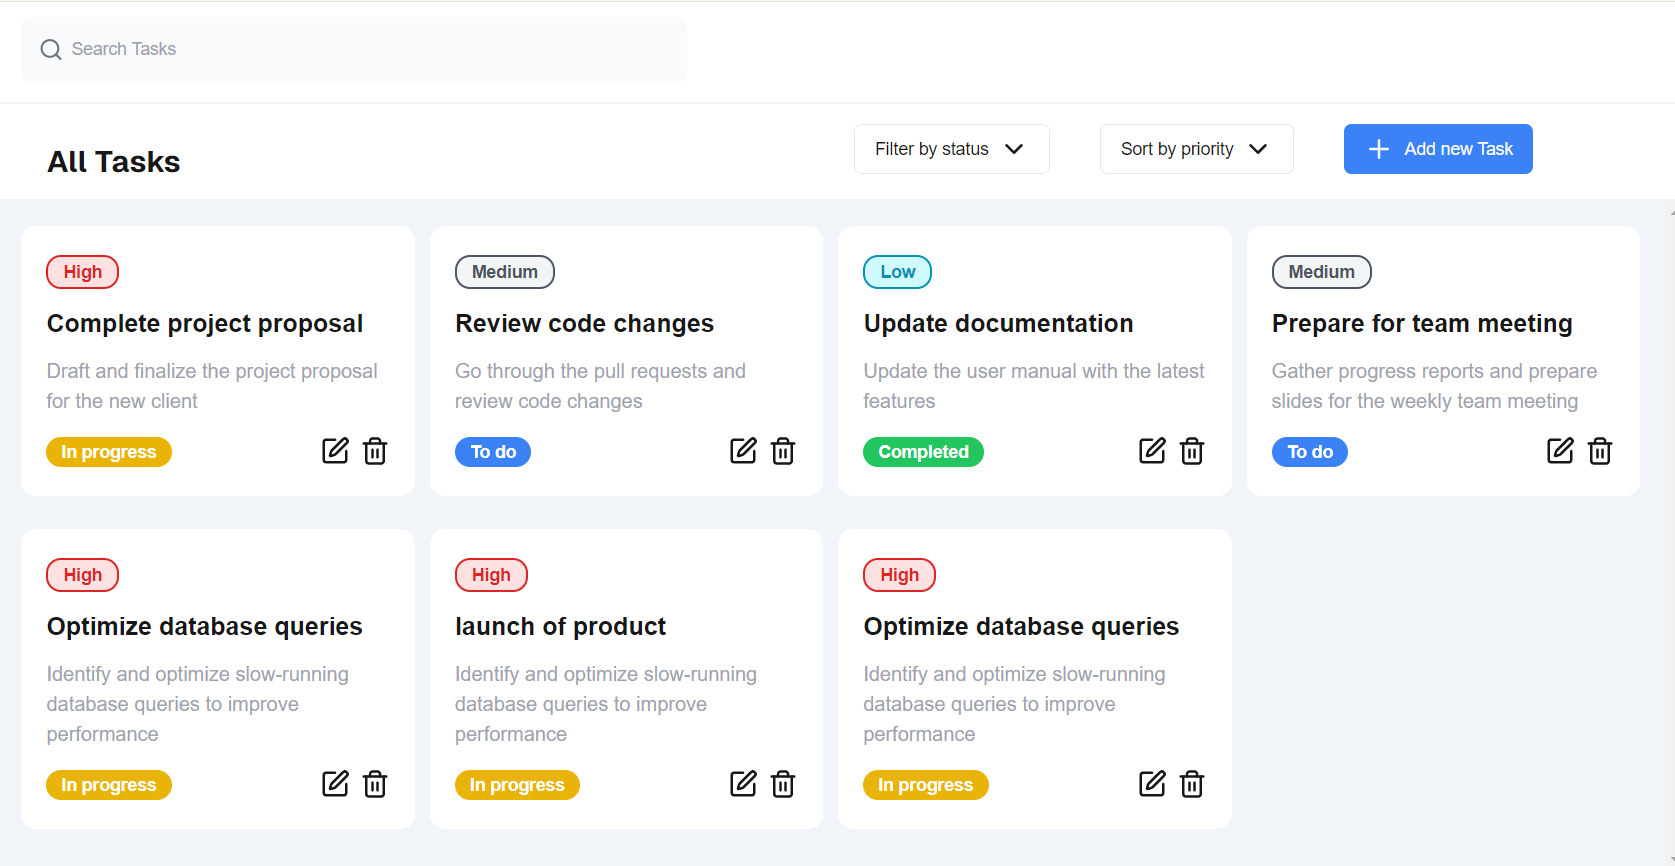 Search Tasks
All Tasks
Filter by status
Sort by priority
Add new Task
High
Complete project proposal
Draft and finalize the project proposal
for the new client
In progress
Medium
Review code changes
Go through the pull requests and
review code changes
To do
Low
Update documentation
Update the user manual with the latest
features
Completed
Medium
Prepare for team meeting
Gather progress reports and prepare
slides for the weekly team meeting
To do
High
Optimize database queries
Identify and optimize slow-running
database queries to improve
performance
In progress
High
launch of product
Identify and optimize slow-running
database queries to improve
performance
In progress
High
Optimize database queries
Identify and optimize slow-running
database queries to improve
performance
In progress